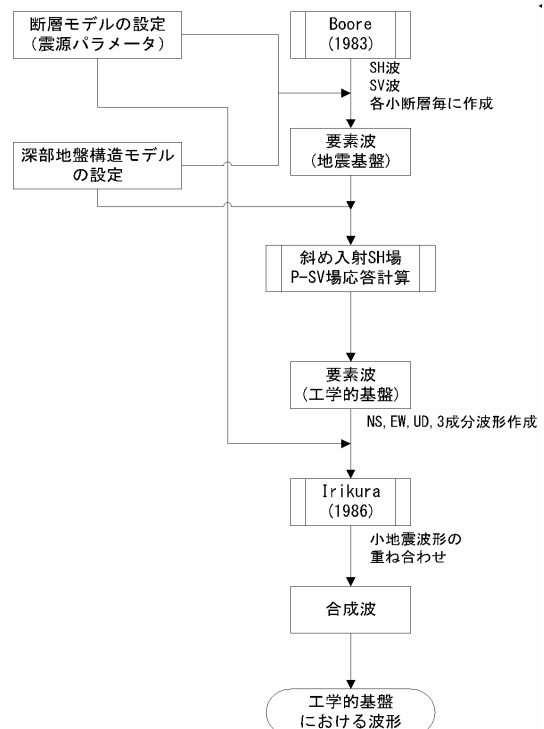 断層モデルの設定
(震源パラメータ)
Boore
(1983)
SH波
SV波
各小断層毎に作成
要素波
(地震基盤)
深部地盤構造モデル
の設定
斜め入射SH場
P-SV場応答計算
要素波
(工学的基盤)
NS,EW,UD,3成分波形作成
Irikura
(1986)
小地震波形の
重ね合わせ
合成波
工学的基盤
における波形